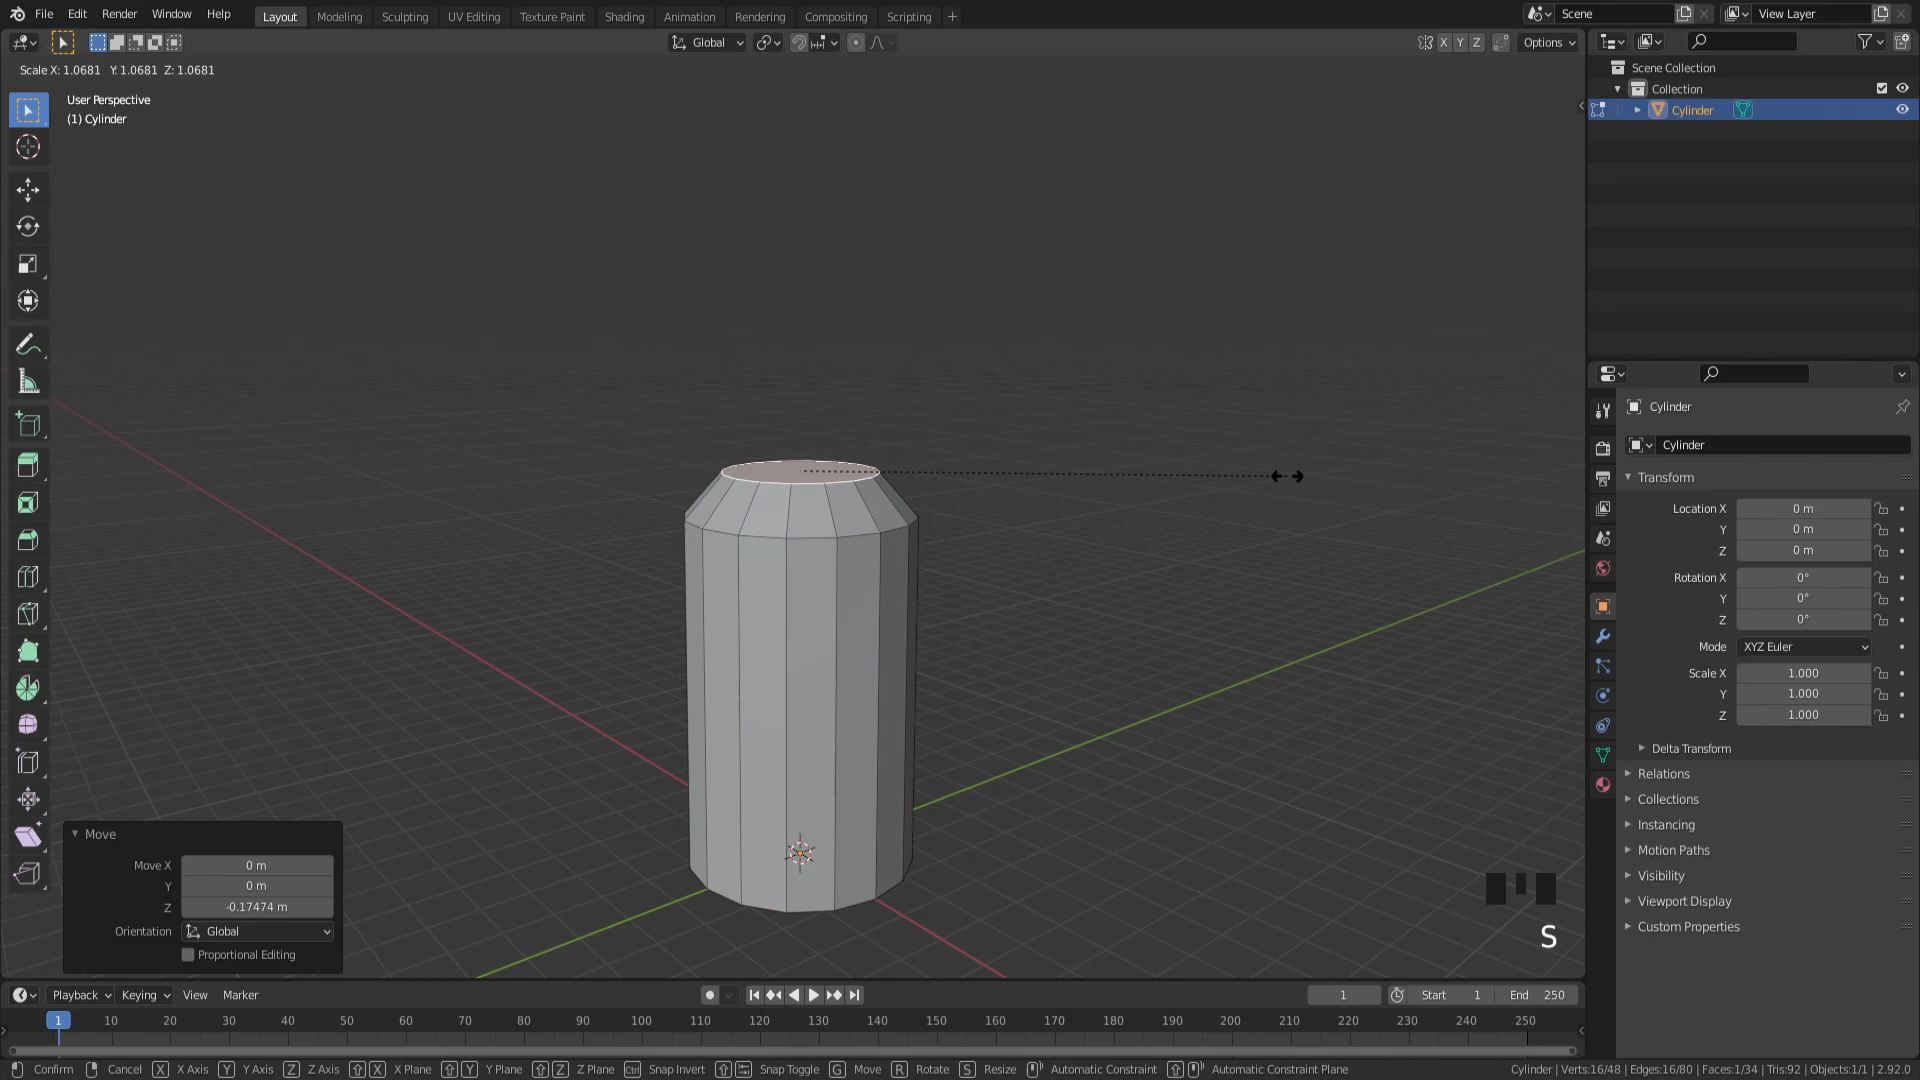 File Edit Render Window Help Layout Modeling Sculpting UV Editing Texture Paint Shading Animation Rendering Compositing Scripting + Scene View Layer
Global X Y Z Options
Scale X: 1.0681 Y: 1.0681 Z: 1.0681
User Perspective
(1) Cylinder
Scene Collection
Collection
Cylinder
Cylinder
Cylinder
Transform
Location X 0 m
Y 0 m
Z 0 m
Rotation X 0°
Y 0°
Z 0°
Mode XYZ Euler
Scale X 1.000
Y 1.000
Z 1.000
Delta Transform
Relations
Collections
Instancing
Motion Paths
Visibility
Viewport Display
Custom Properties
Move
Move X 0 m
Y 0 m
Z -0.17474 m
Orientation Global
Proportional Editing
S
Playback Keying View Marker 1 Start 1 End 250
1 10 20 30 40 50 60 70 80 90 100 110 120 130 140 150 160 170 180 190 200 210 220 230 240 250
Confirm Cancel X X Axis Y Y Axis Z Z Axis X X Plane Y Y Plane Z Z Plane Ctrl Snap Invert Snap Toggle G Move R Rotate S Resize Automatic Constraint Automatic Constraint Plane Cylinder | Verts:16/48 | Edges:16/80 | Faces:1/34 | Tris:92 | Objects:1/1 | 2.92.0